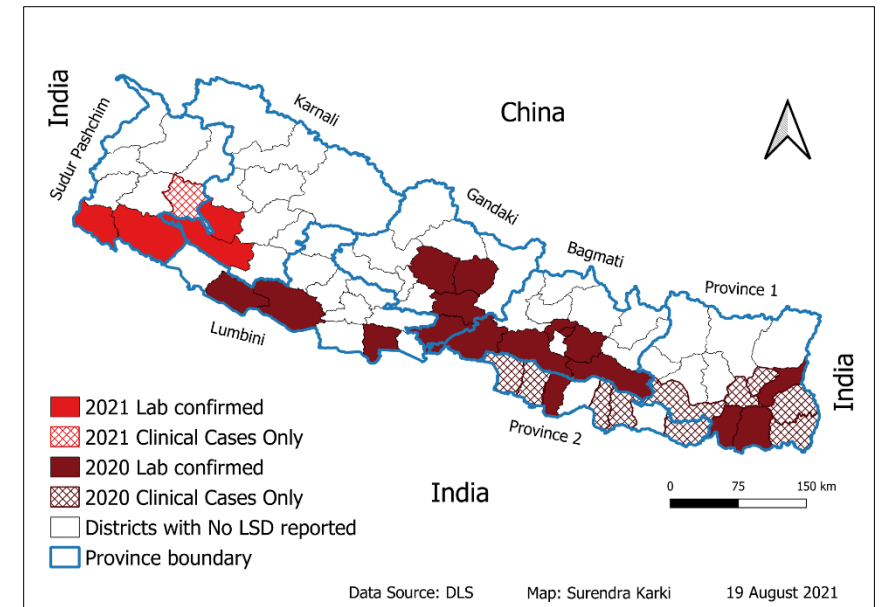 India
Sudur Pashchim
Karnali
China
Gandaki
Bagmati
Province 1
India
Lumbini
Province 2
India
2021 Lab confirmed
2021 Clinical Cases Only
2020 Lab confirmed
2020 Clinical Cases Only
Districts with No LSD reported
Province boundary
0 75 150 km
Data Source: DLS Map: Surendra Karki 19 August 2021